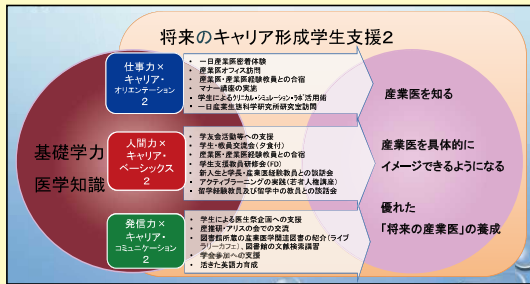 将来のキャリア形成学生支援２
基礎学力
医学知識
仕事力×
キャリア・
オリエンテーション
２
• 一日産業医密着体験
• 産業医オフィス訪問
• 産業医・産業医経験教員との合宿
• マナー講座の実施
• 学生によるクリニカル・シミュレーション・ラボ活用術
• 一日産業生態科学研究所研究室訪問
産業医を知る
人間力×
キャリア・
ベーシックス
２
• 学友会活動等への支援
• 学生・教員交流会（夕食付）
• 産業医・産業医経験教員との合宿
• 学生支援教員研修会（FD）
• 新入生と学長・産業医経験教員との談話会
• アクティブラーニングの実践（若者人権講座）
• 留学経験教員及び留学中の教員との談話会
産業医を具体的に
イメージできるようになる
発信力×
キャリア・
コミュニケーション
２
• 学生による医生祭企画への支援
• 産推研・アリスの会での交流
• 図書館所蔵の産業医学関連図書の紹介（ライブ
ラリーカフェ）、図書館の文献検索講習
• 学会参加への支援
• 活きた英語力育成
優れた
「将来の産業医」の養成